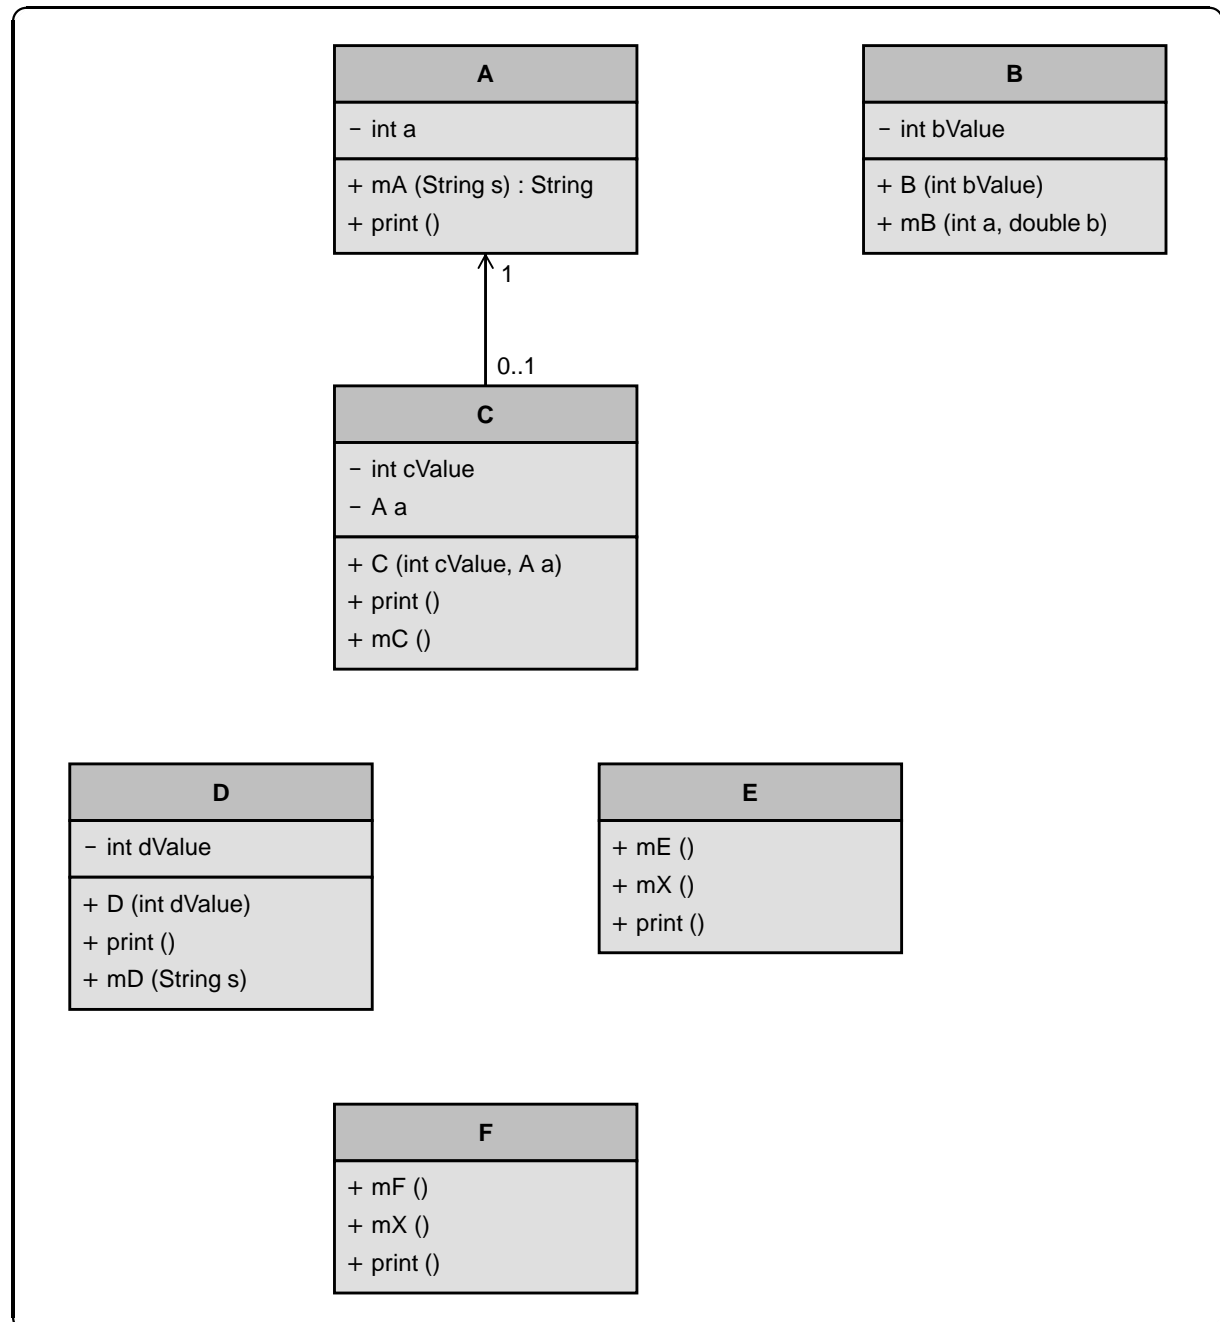 A
- int a
+ mA (String s) : String
+ print ()
B
- int bValue
+ B (int bValue)
+ mB (int a, double b)
1
0..1
C
- int cValue
- A a
+ C (int cValue, A a)
+ print ()
+ mC ()
D
- int dValue
+ D (int dValue)
+ print ()
+ mD (String s)
E
+ mE ()
+ mX ()
+ print ()
F
+ mF ()
+ mX ()
+ print ()